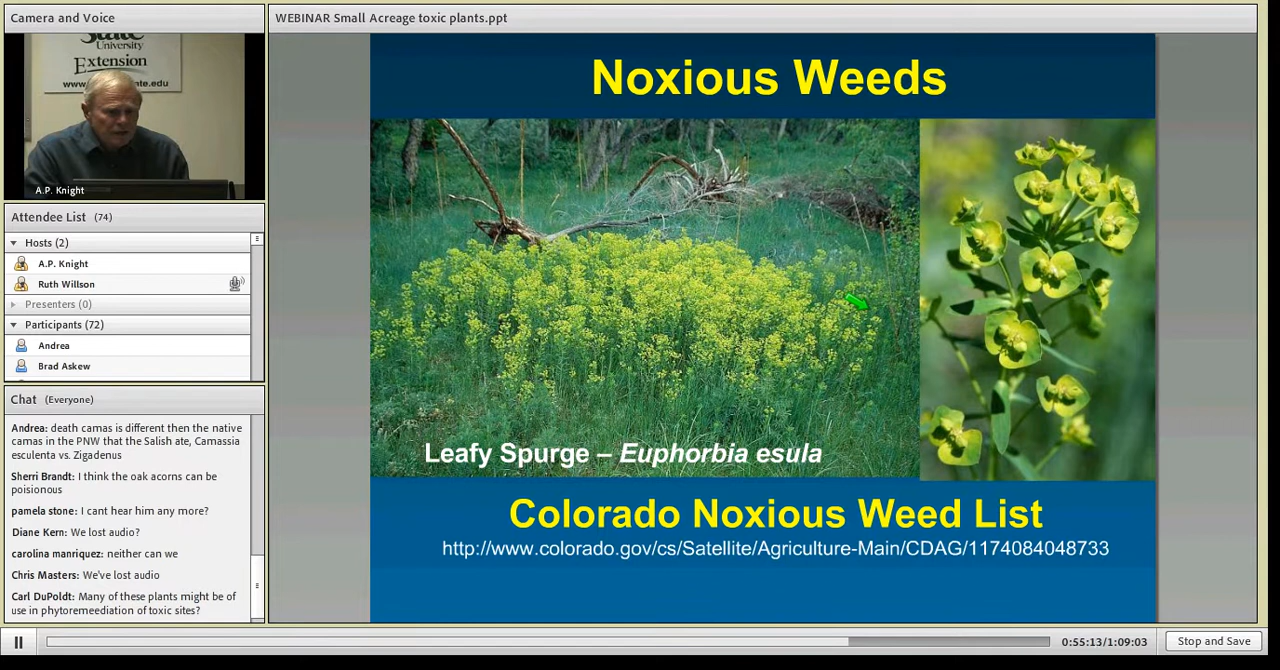 Camera and Voice
State
University
Extension
A.P. Knight
Attendee List (74)
Hosts (2)
A.P. Knight
Ruth Willson
Presenters (0)
Participants (72)
Andrea
Brad Askew
Chat (Everyone)
Andrea: death camas is different then the native
camas in the PNW that the Salish ate, Camassia
esculenta vs. Zigadenus
Sherri Brandt: I think the oak acorns can be
poisionous
pamela stone: I cant hear him any more?
Diane Kern: We lost audio?
carolina manriquez: neither can we
Chris Masters: We've lost audio
Carl DuPoldt: Many of these plants might be of
use in phytoremeediation of toxic sites?
WEBINAR Small Acreage toxic plants.ppt
Noxious Weeds
Leafy Spurge – Euphorbia esula
Colorado Noxious Weed List
http://www.colorado.gov/cs/Satellite/Agriculture-Main/CDAG/1174084048733
0:55:13/1:09:03
Stop and Save